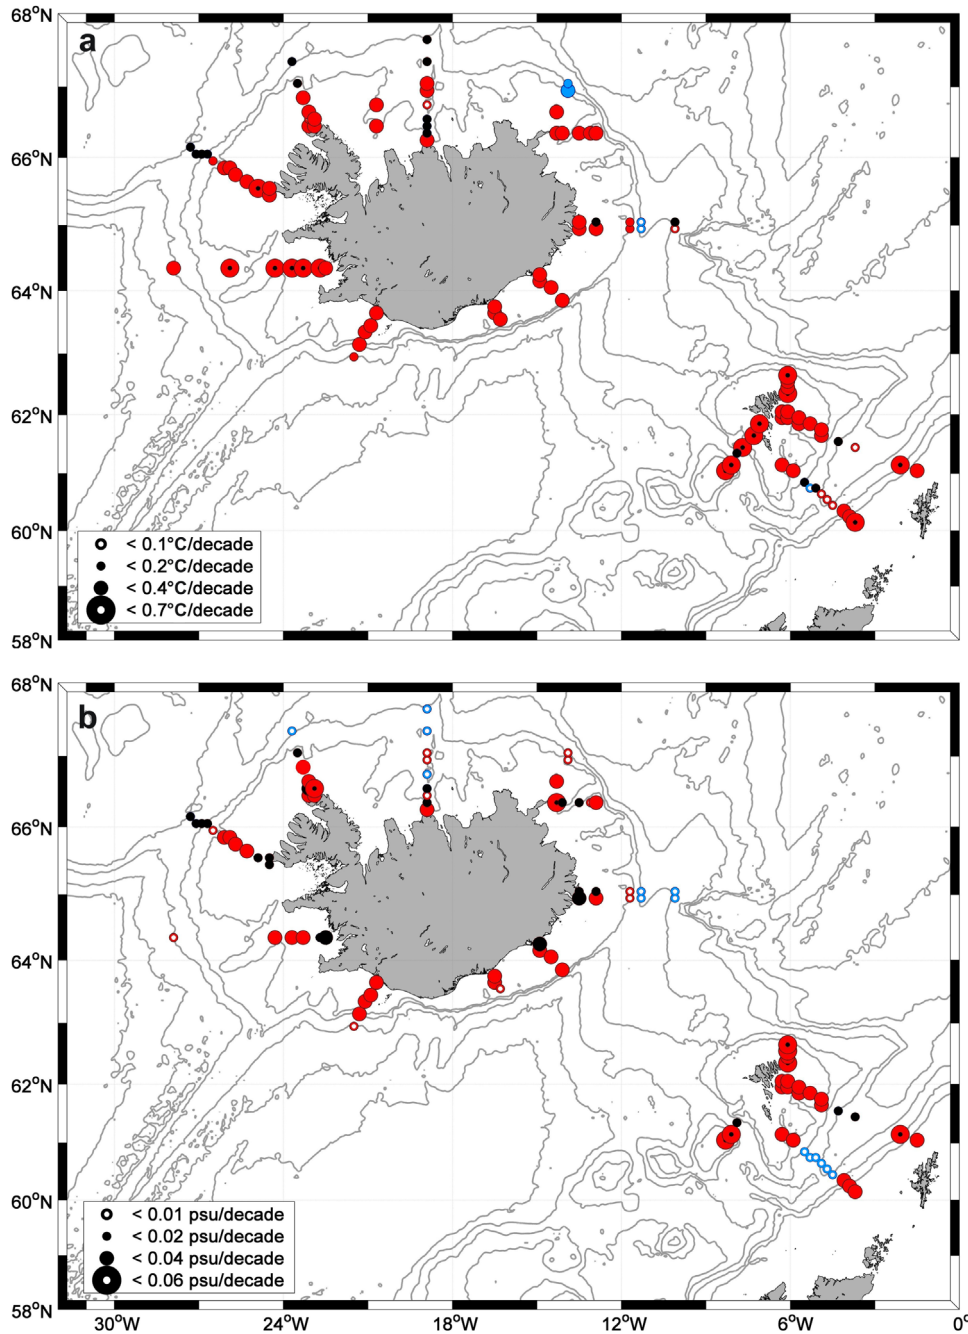 68°N
a
66°N
64°N
62°N
60°N
58°N
< 0.1°C/decade
< 0.2°C/decade
< 0.4°C/decade
< 0.7°C/decade
68°N
b
66°N
64°N
62°N
60°N
58°N
< 0.01 psu/decade
< 0.02 psu/decade
< 0.04 psu/decade
< 0.06 psu/decade
30°W 24°W 18°W 12°W 6°W 0°